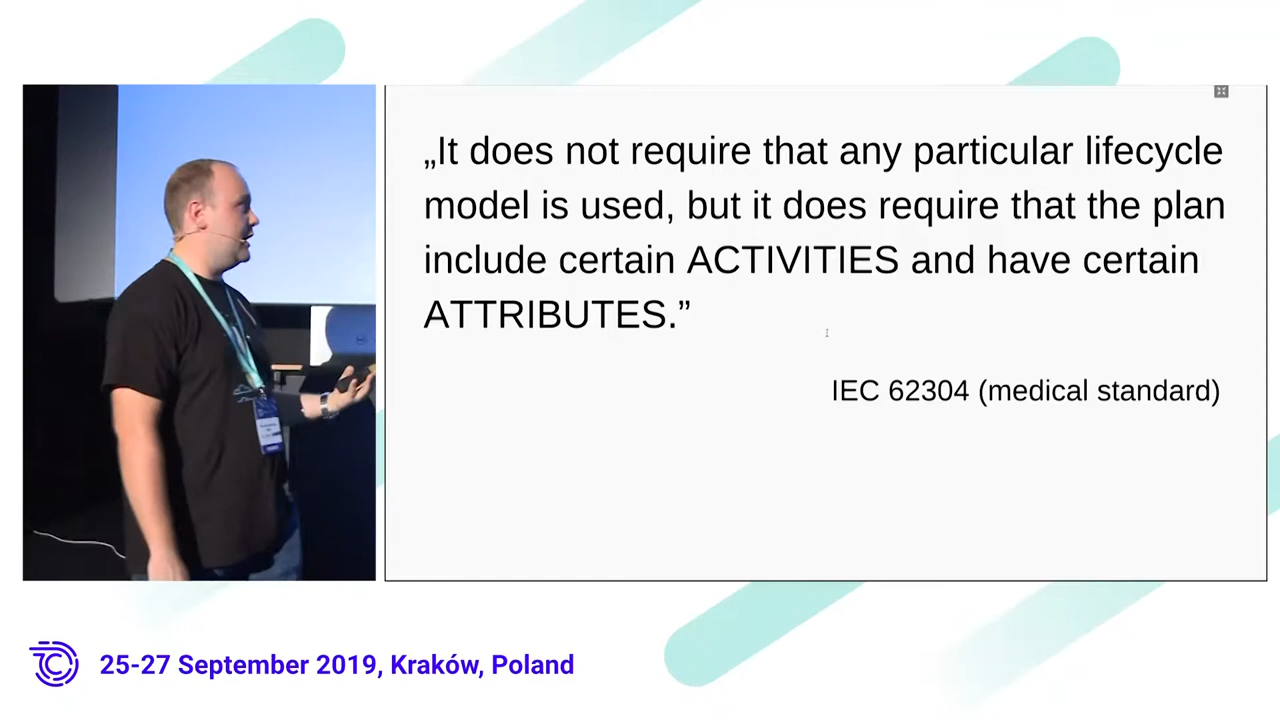 „It does not require that any particular lifecycle
model is used, but it does require that the plan
include certain ACTIVITIES and have certain
ATTRIBUTES.”
IEC 62304 (medical standard)
25-27 September 2019, Kraków, Poland